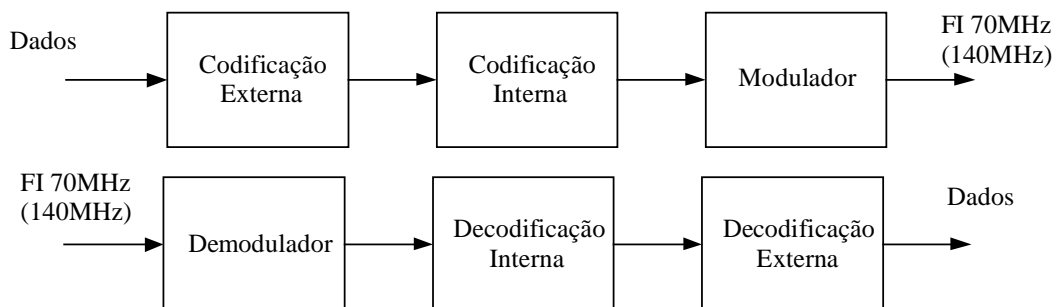 Dados
Codificação
Externa
Codificação
Interna
Modulador
FI 70MHz
(140MHz)
FI 70MHz
(140MHz)
Demodulador
Decodificação
Interna
Decodificação
Externa
Dados